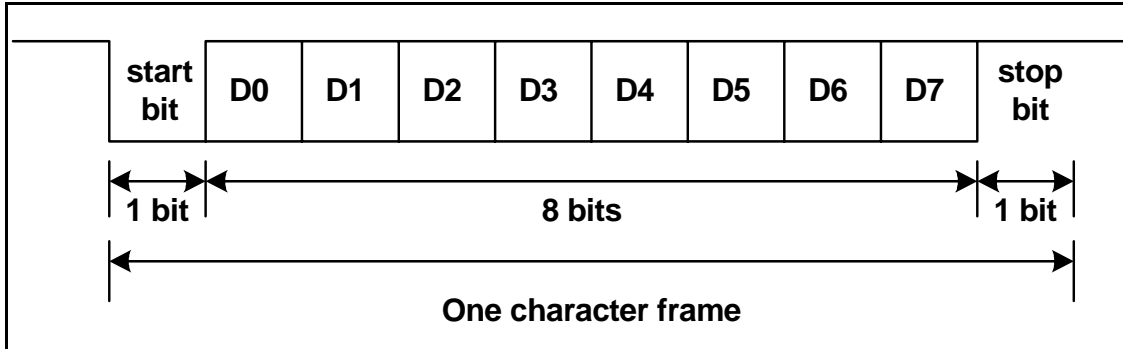 start bit D0 D1 D2 D3 D4 D5 D6 D7 stop bit
1 bit 8 bits 1 bit
One character frame